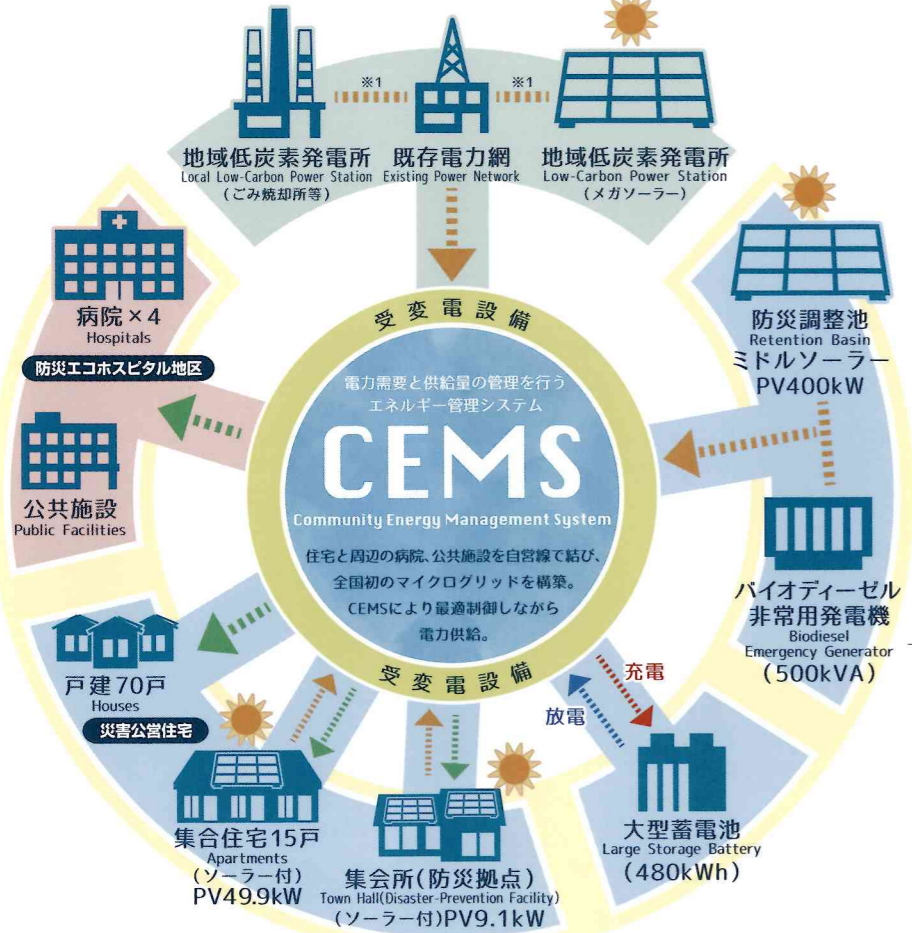 ※1
※1
地域低炭素発電所
Local Low-Carbon Power Station
(ごみ焼却所等)
既存電力網
Existing Power Network
地域低炭素発電所
Low-Carbon Power Station
(メガソーラー)
病院×4
Hospitals
防災エコホスピタル地区
公共施設
Public Facilities
受変電設備
電力需要と供給量の管理を行う
エネルギー管理システム
CEMS
Community Energy Management System
住宅と周辺の病院、公共施設を自営線で結び、
全国初のマイクログリッドを構築。
CEMSにより最適制御しながら
電力供給。
受変電設備
防災調整池
Retention Basin
ミドルソーラー
PV400kW
バイオディーゼル
非常用発電機
Biodiesel
Emergency Generator
(500kVA)
戸建70戸
Houses
災害公営住宅
集合住宅15戸
Apartments
(ソーラー付)
PV49.9kW
集会所(防災拠点)
Town Hall(Disaster-Prevention Facility)
(ソーラー付)PV9.1kW
充電
放電
大型蓄電池
Large Storage Battery
(480kWh)